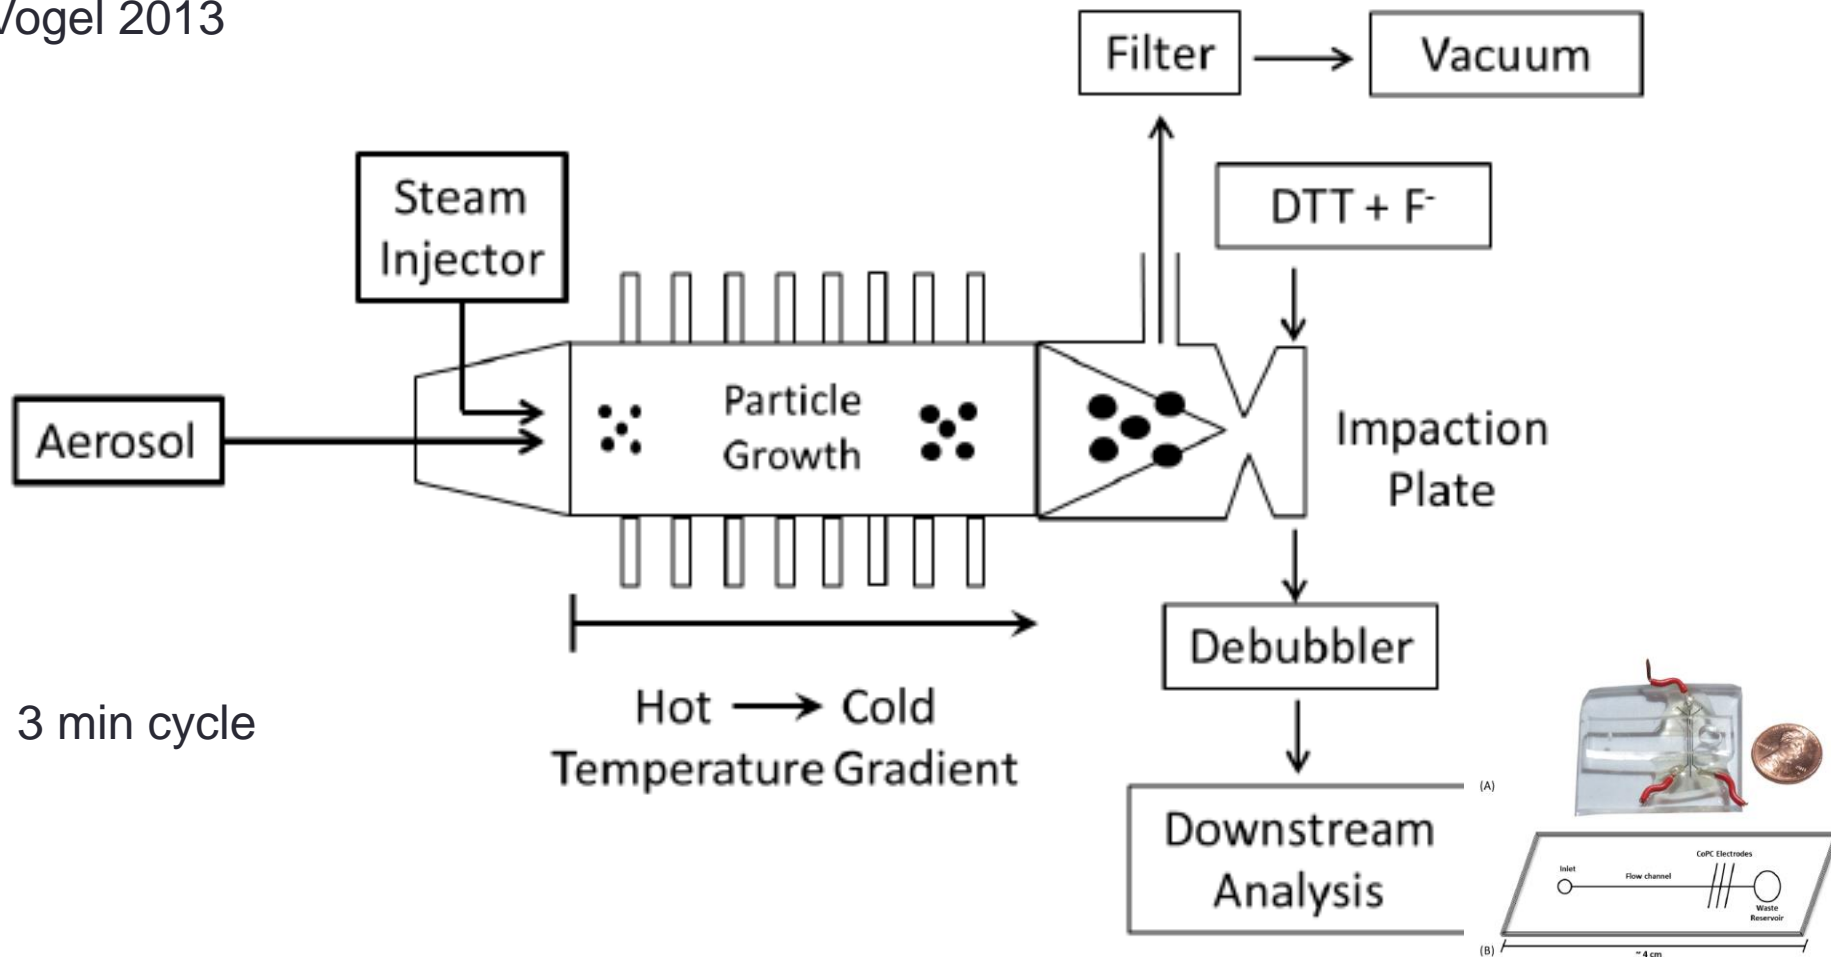 Vogel 2013
Filter
Vacuum
Steam
Injector
DTT + F⁻
Aerosol
Particle
Growth
Impaction
Plate
Debubbler
3 min cycle
Hot → Cold
Temperature Gradient
Downstream
Analysis
(A)
CoPC Electrodes
Inlet
Flow channel
Waste
Reservoir
(B)
~ 4 cm